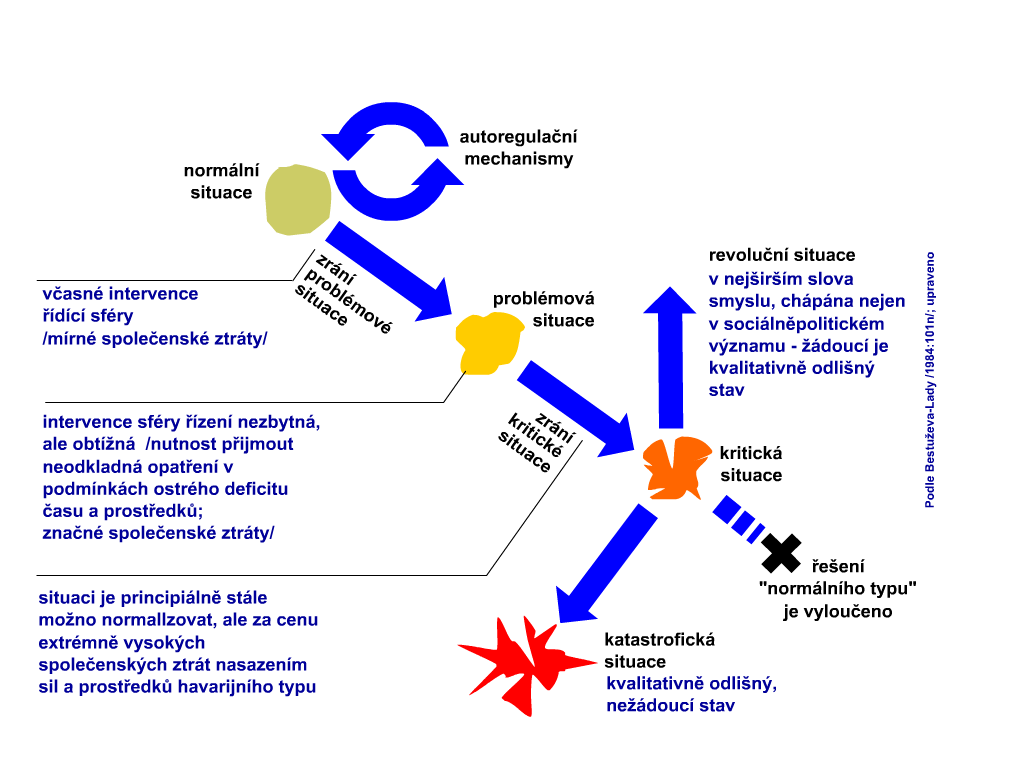 autoregulační
mechanismy
normální
situace
zrání
problémové
situace
včasné intervence
řídící sféry
/mírné společenské ztráty/
problémová
situace
revoluční situace
v nejširším slova
smyslu, chápána nejen
v sociálněpolitickém
významu - žádoucí je
kvalitativně odlišný
stav
Podle Bestuževa-Lady /1984:101n/; upraveno
intervence sféry řízení nezbytná,
ale obtížná /nutnost přijmout
neodkladná opatření v
podmínkách ostrého deficitu
času a prostředků;
značné společenské ztráty/
zrání
kritické
situace
kritická
situace
řešení
"normálního typu"
je vyloučeno
situaci je principiálně stále
možno normallzovat, ale za cenu
extrémně vysokých
společenských ztrát nasazením
sil a prostředků havarijního typu
katastrofická
situace
kvalitativně odlišný,
nežádoucí stav